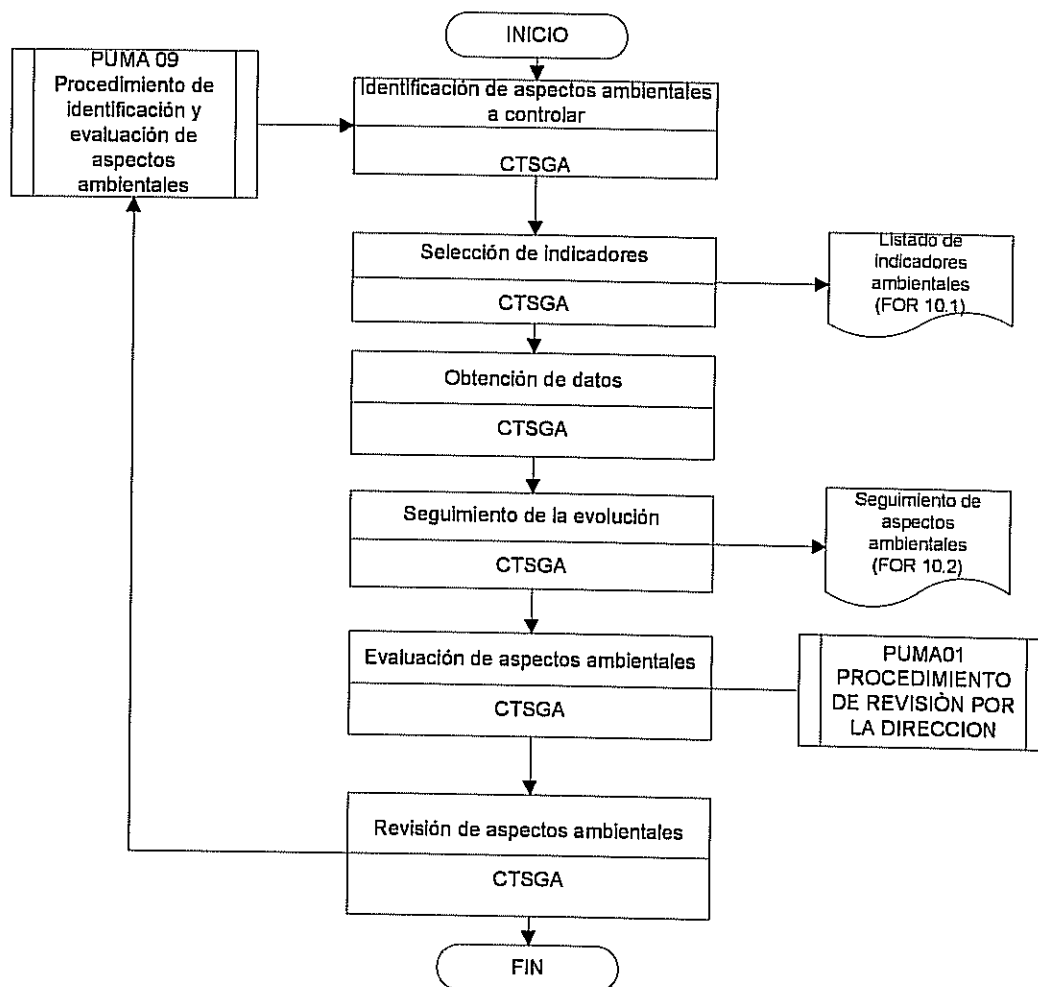 INICIO
PUMA 09
Procedimiento de
identificación y
evaluación de
aspectos
ambientales
Identificación de aspectos ambientales
a controlar
CTSGA
Selección de indicadores
CTSGA
Listado de
indicadores
ambientales
(FOR 10.1)
Obtención de datos
CTSGA
Seguimiento de la evolución
CTSGA
Seguimiento de
aspectos
ambientales
(FOR 10.2)
Evaluación de aspectos ambientales
CTSGA
PUMA01
PROCEDIMIENTO
DE REVISIÒN POR
LA DIRECCION
Revisión de aspectos ambientales
CTSGA
FIN